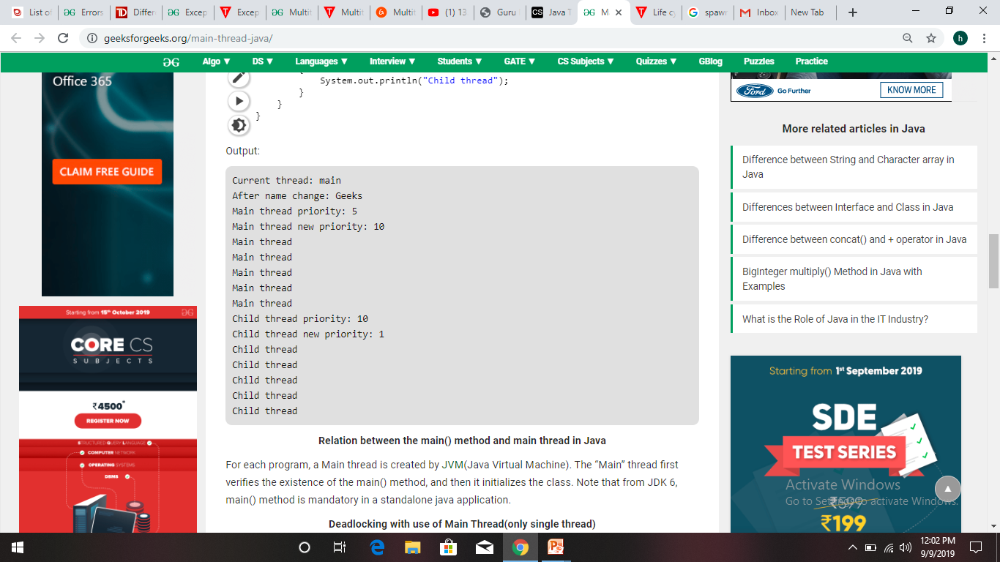 List of
Errors
Differ
Excep
Excep
Multit
Multit
Multit
(1) 13
Guru
Java T
M
Life cy
spawn
Inbox
New Tab
geeksforgeeks.org/main-thread-java/
h
Algo ▼
DS ▼
Languages ▼
Interview ▼
Students ▼
GATE ▼
CS Subjects ▼
Quizzes ▼
GBlog
Puzzles
Practice
Office 365
CLAIM FREE GUIDE
{
System.out.println("Child thread");
}
}
}
Output:
Current thread: main
After name change: Geeks
Main thread priority: 5
Main thread new priority: 10
Main thread
Main thread
Main thread
Main thread
Main thread
Child thread priority: 10
Child thread new priority: 1
Child thread
Child thread
Child thread
Child thread
Child thread
Relation between the main() method and main thread in Java
For each program, a Main thread is created by JVM(Java Virtual Machine). The “Main” thread first
verifies the existence of the main() method, and then it initializes the class. Note that from JDK 6,
main() method is mandatory in a standalone java application.
Deadlocking with use of Main Thread(only single thread)
Starting from 15th October 2019
CORE CS
SUBJECTS
₹4500*
REGISTER NOW
STRUCTURED QUERY LANGUAGE
COMPUTER NETWORK
OPERATING SYSTEMS
DBMS
Ford
Go Further
KNOW MORE
More related articles in Java
Difference between String and Character array in
Java
Differences between Interface and Class in Java
Difference between concat() and + operator in Java
BigInteger multiply() Method in Java with
Examples
What is the Role of Java in the IT Industry?
Starting from 1st September 2019
SDE
TEST SERIES
₹599
₹199
Activate Windows
Go to Settings to activate Windows.
12:02 PM
9/9/2019